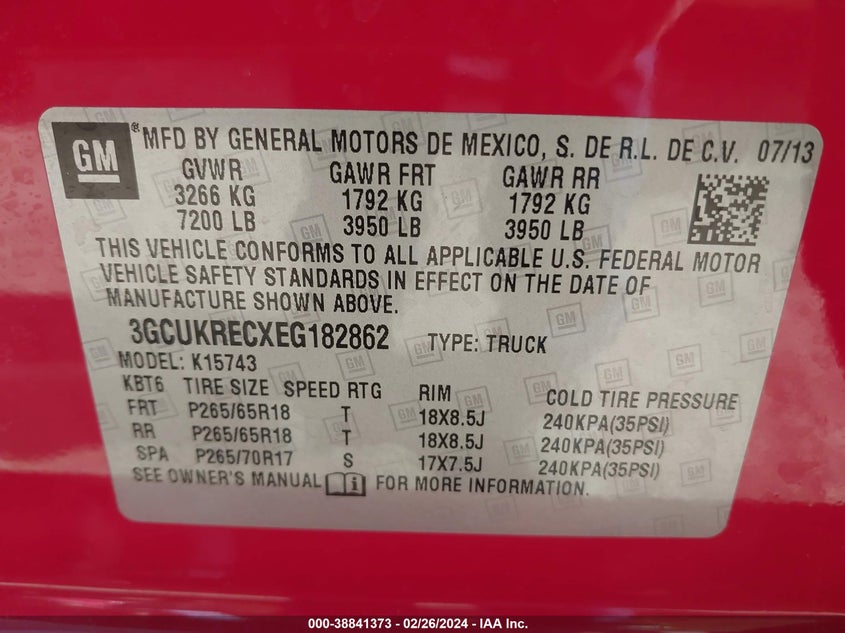 GM ® MFD BY GENERAL MOTORS DE MEXICO, S. DE R.L. DE C.V. 07/13
GVWR GAWR FRT GAWR RR
3266 KG 1792 KG 1792 KG
7200 LB 3950 LB 3950 LB
THIS VEHICLE CONFORMS TO ALL APPLICABLE U.S. FEDERAL MOTOR
VEHICLE SAFETY STANDARDS IN EFFECT ON THE DATE OF
MANUFACTURE SHOWN ABOVE.
3GCUKRECXEG182862 TYPE: TRUCK
MODEL: K15743
KBT6 TIRE SIZE SPEED RTG RIM COLD TIRE PRESSURE
FRT P265/65R18 T 18X8.5J 240KPA(35PSI)
RR P265/65R18 T 18X8.5J 240KPA(35PSI)
SPA P265/70R17 S 17X7.5J 240KPA(35PSI)
SEE OWNER'S MANUAL FOR MORE INFORMATION.
000-38841373 - 02/26/2024 - IAA Inc.